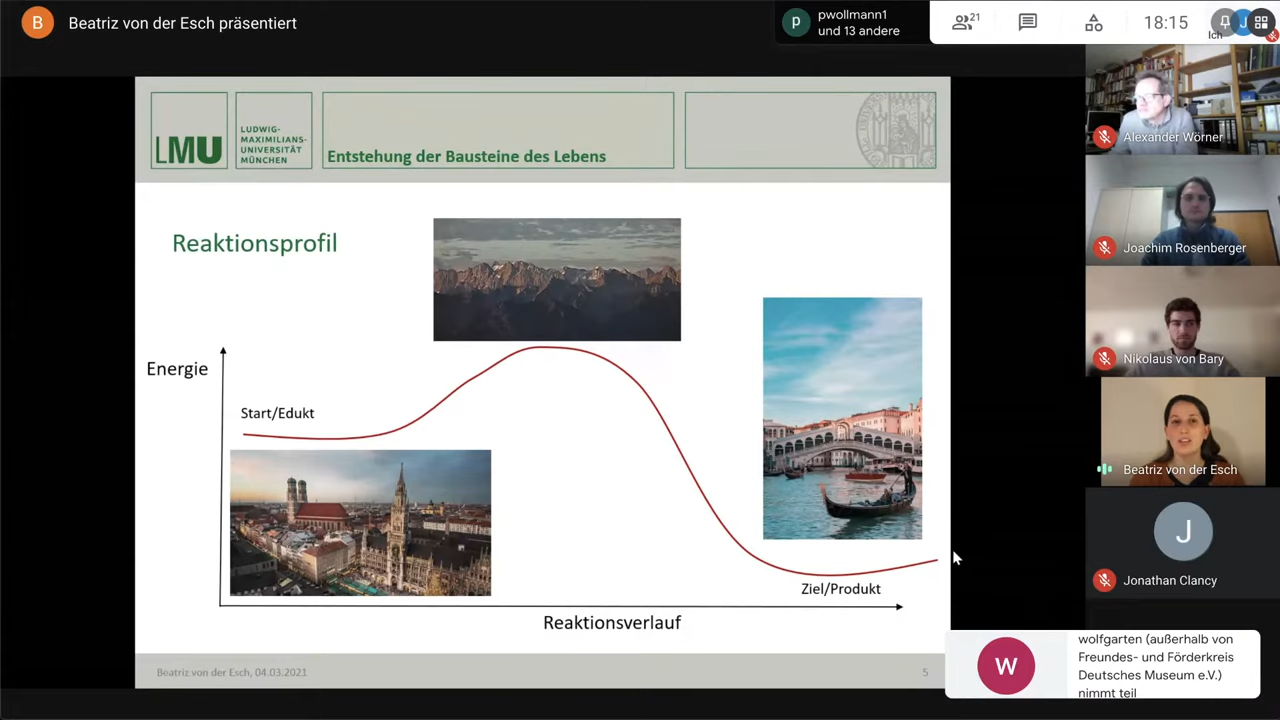 B
Beatriz von der Esch präsentiert
p
pwollmann1
und 13 andere
21
18:15
Ich
J
LMU
LUDWIG-
MAXIMILIANS-
UNIVERSITÄT
MÜNCHEN
Entstehung der Bausteine des Lebens
Reaktionsprofil
Energie
Start/Edukt
Ziel/Produkt
Reaktionsverlauf
Beatriz von der Esch, 04.03.2021
5
Alexander Wörner
Joachim Rosenberger
Nikolaus von Bary
Beatriz von der Esch
J
Jonathan Clancy
W
wolfgarten (außerhalb von
Freundes- und Förderkreis
Deutsches Museum e.V.)
nimmt teil